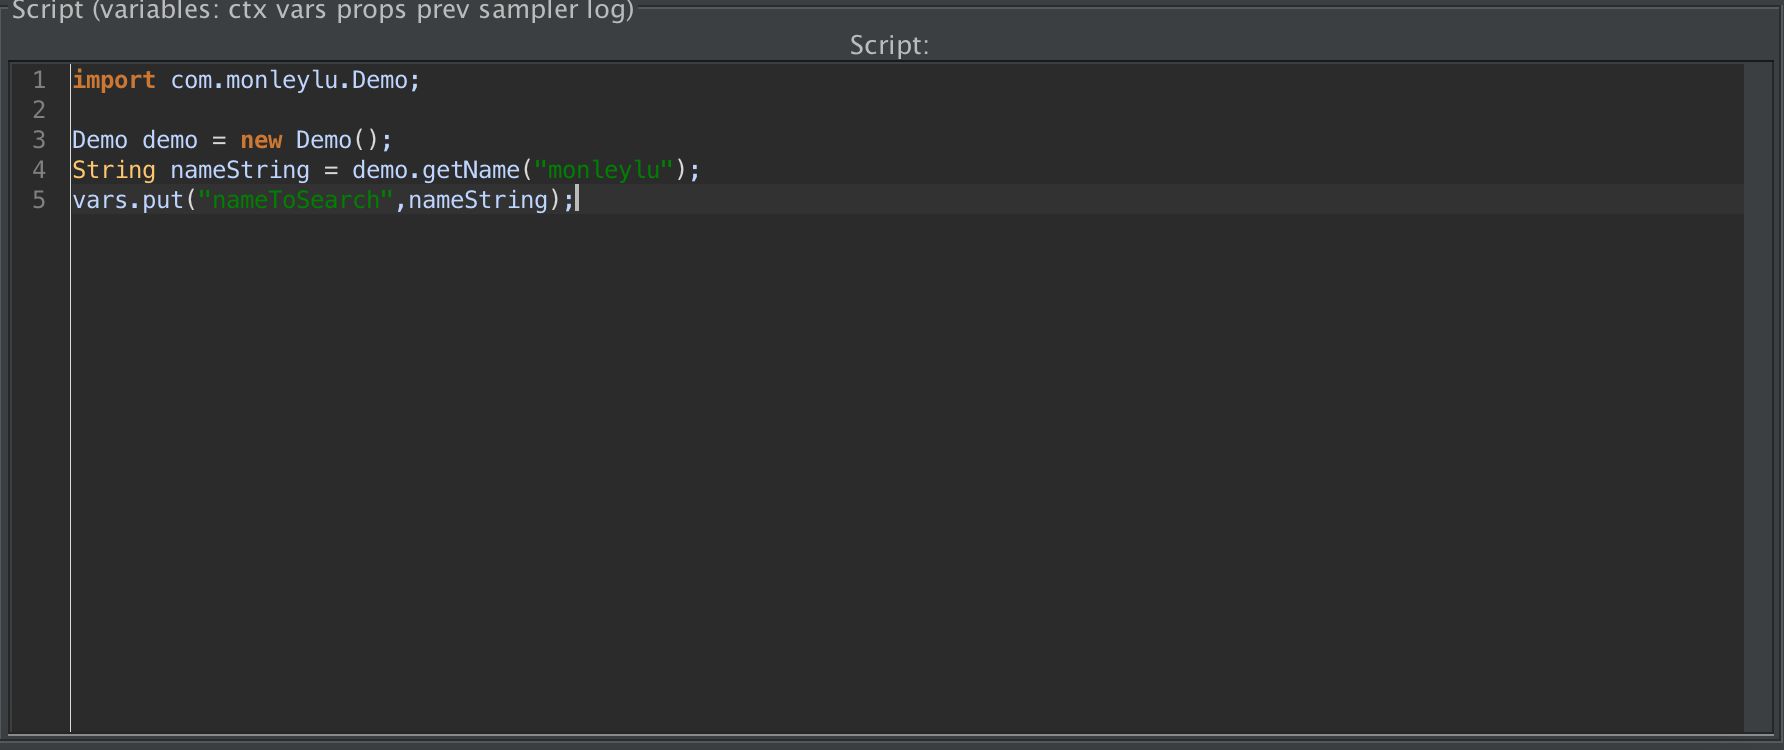 Script (variables: ctx vars props prev sampler log)
Script:
1 import com.monleylu.Demo;
2
3 Demo demo = new Demo();
4 String nameString = demo.getName("monleylu");
5 vars.put("nameToSearch",nameString);